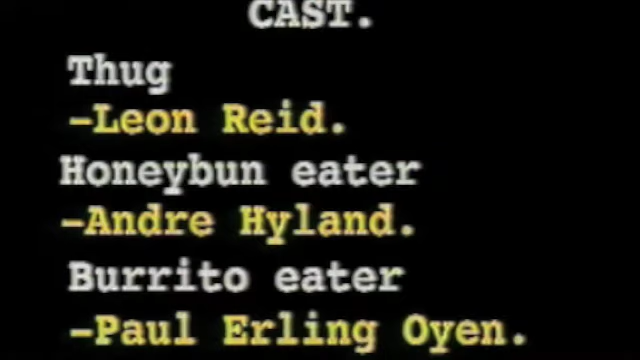 CAST.
Thug
-Leon Reid.
Honeybun eater
-Andre Hyland.
Burrito eater
-Paul Erling Oyen.